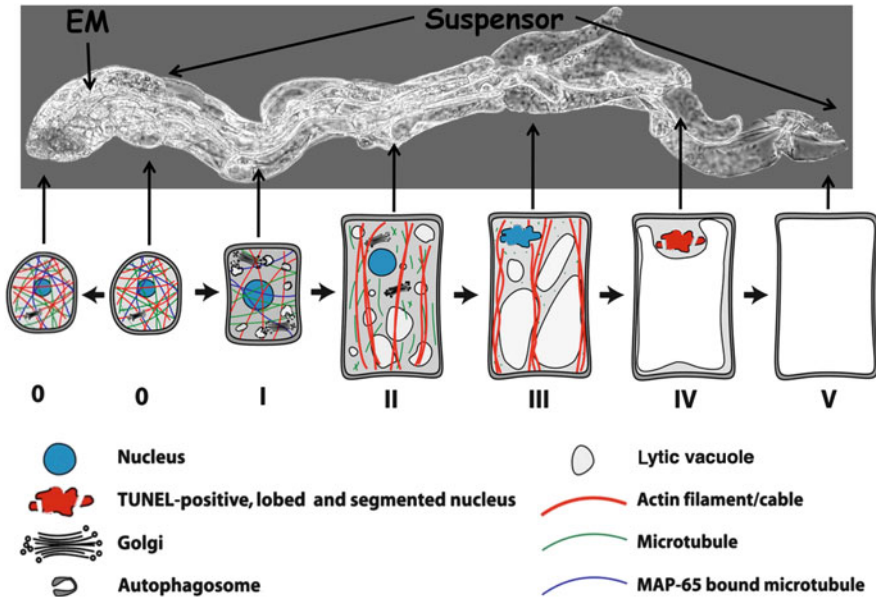 EM
Suspensor
0 0 I II III IV V
Nucleus
TUNEL-positive, lobed and segmented nucleus
Golgi
Autophagosome
Lytic vacuole
Actin filament/cable
Microtubule
MAP-65 bound microtubule